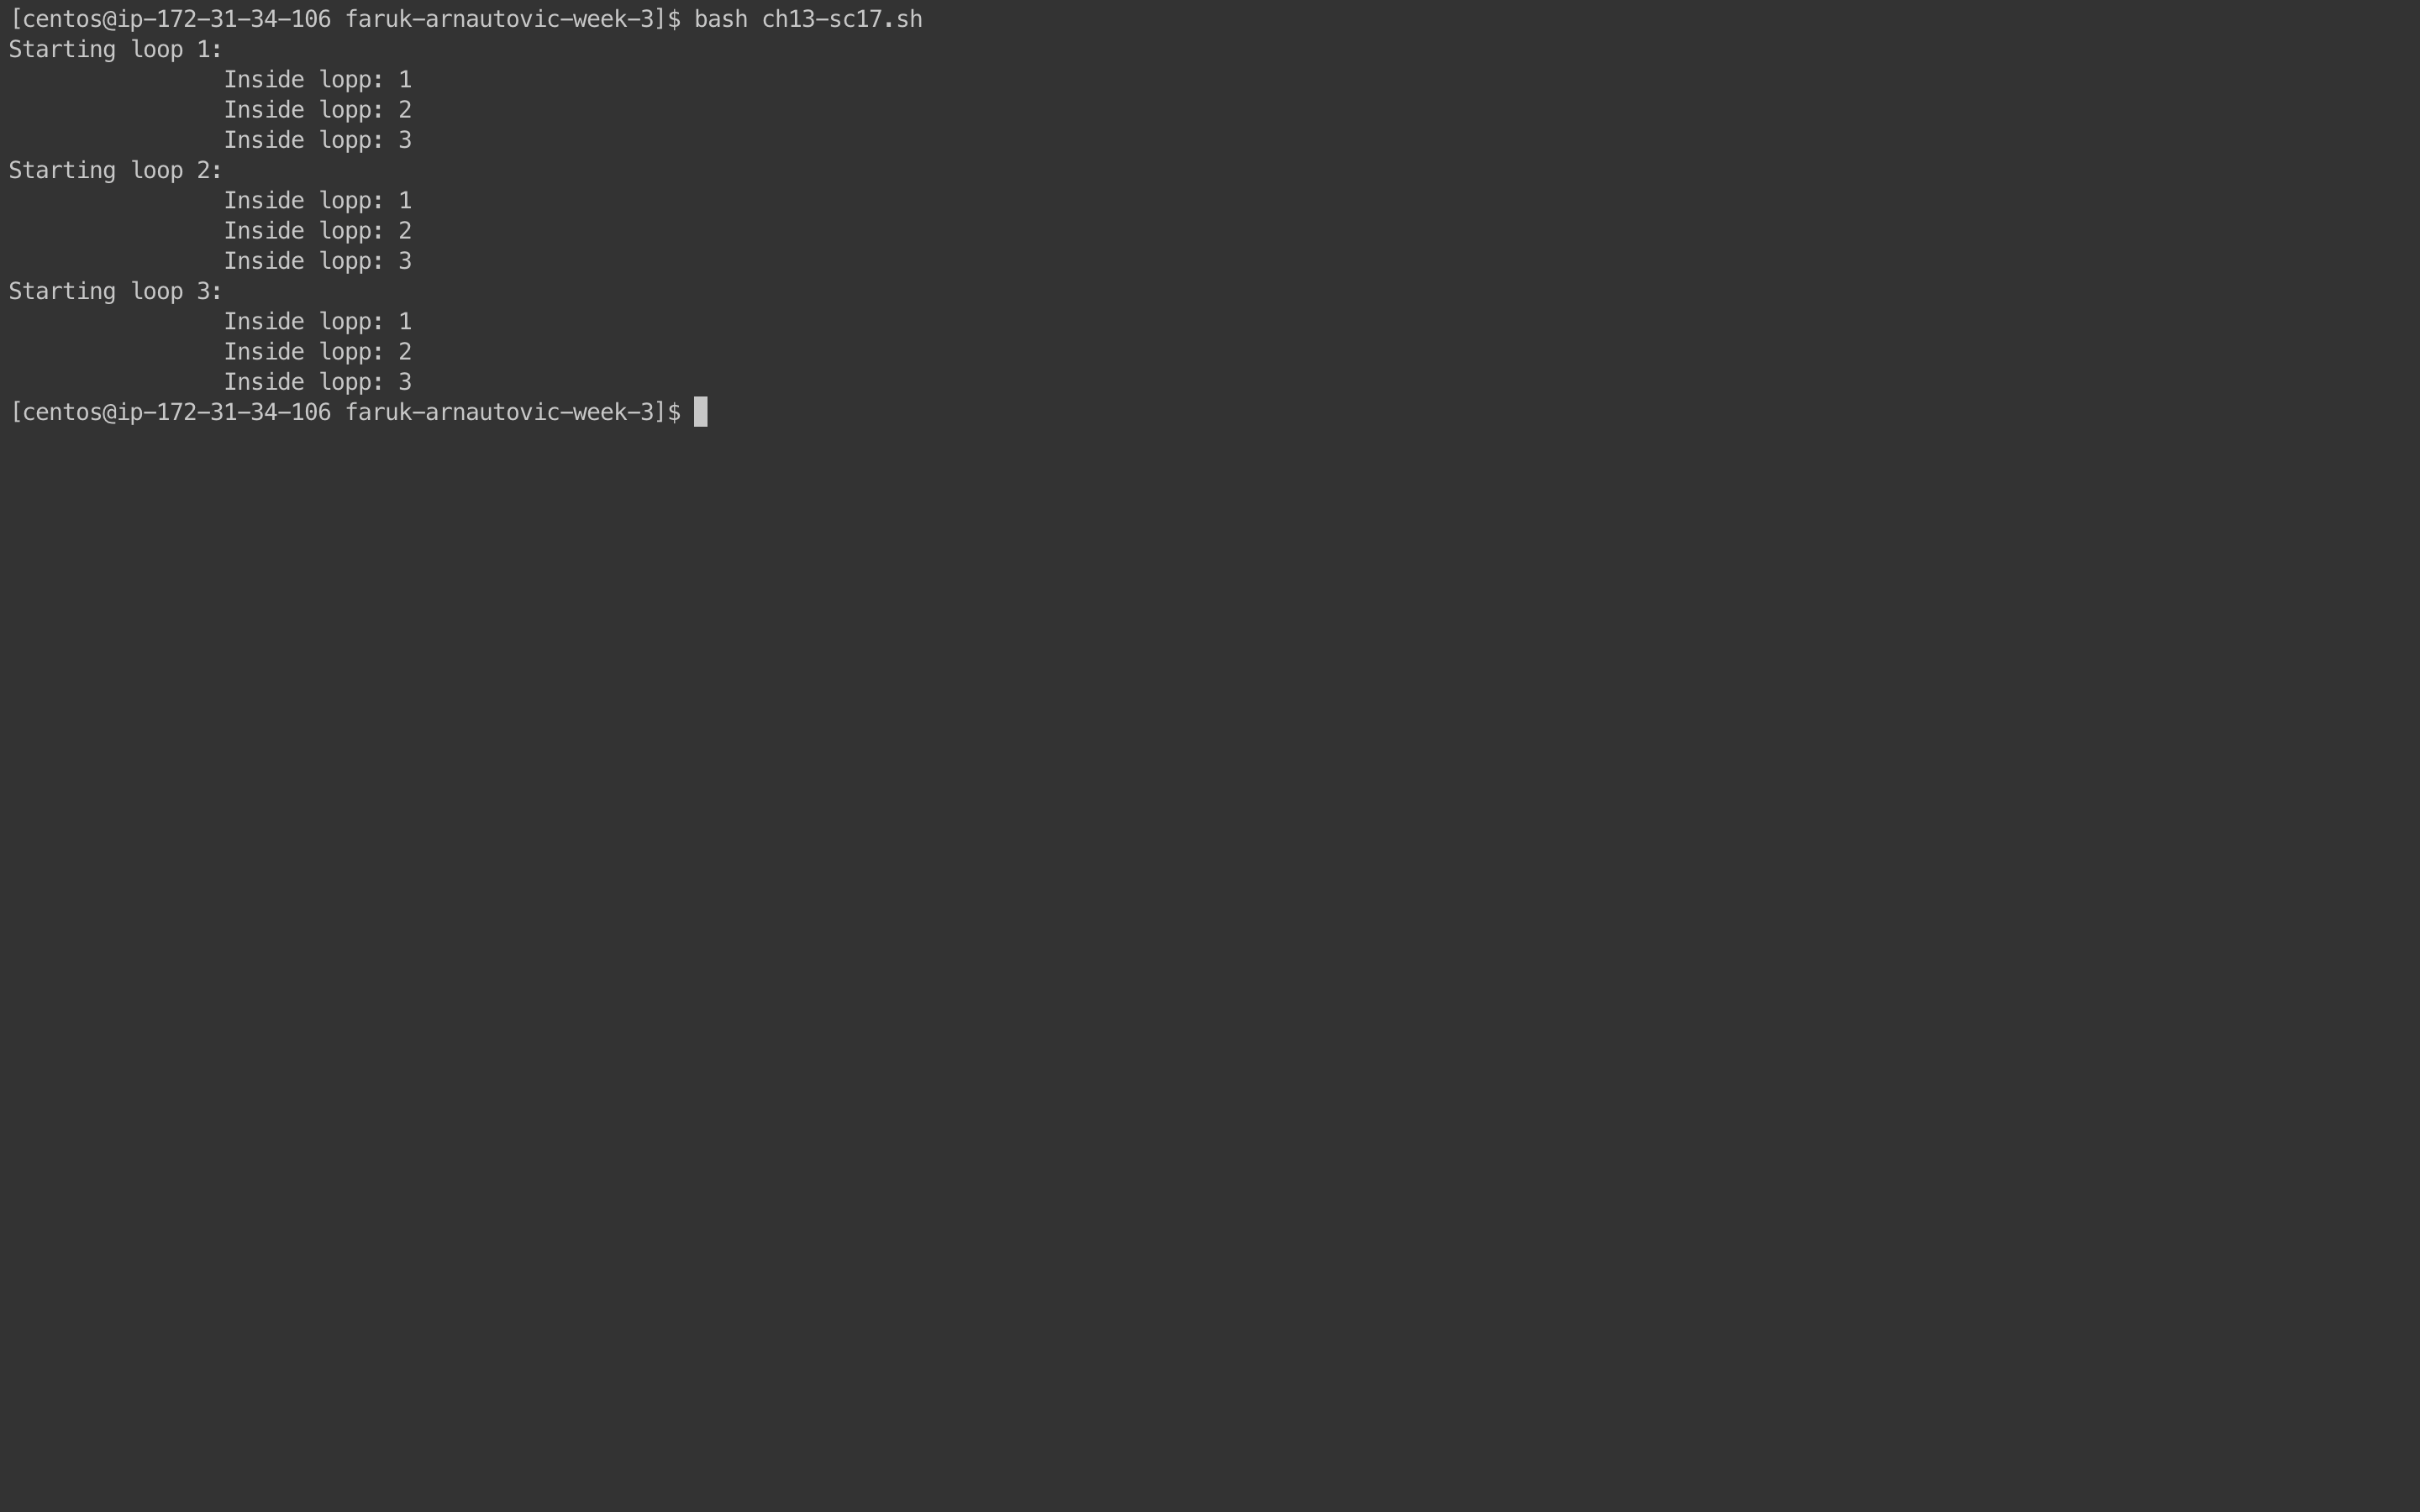 [centos@ip-172-31-34-106 faruk-arnautovic-week-3]$ bash ch13-sc17.sh
Starting loop 1:
                Inside lopp: 1
                Inside lopp: 2
                Inside lopp: 3
Starting loop 2:
                Inside lopp: 1
                Inside lopp: 2
                Inside lopp: 3
Starting loop 3:
                Inside lopp: 1
                Inside lopp: 2
                Inside lopp: 3
[centos@ip-172-31-34-106 faruk-arnautovic-week-3]$